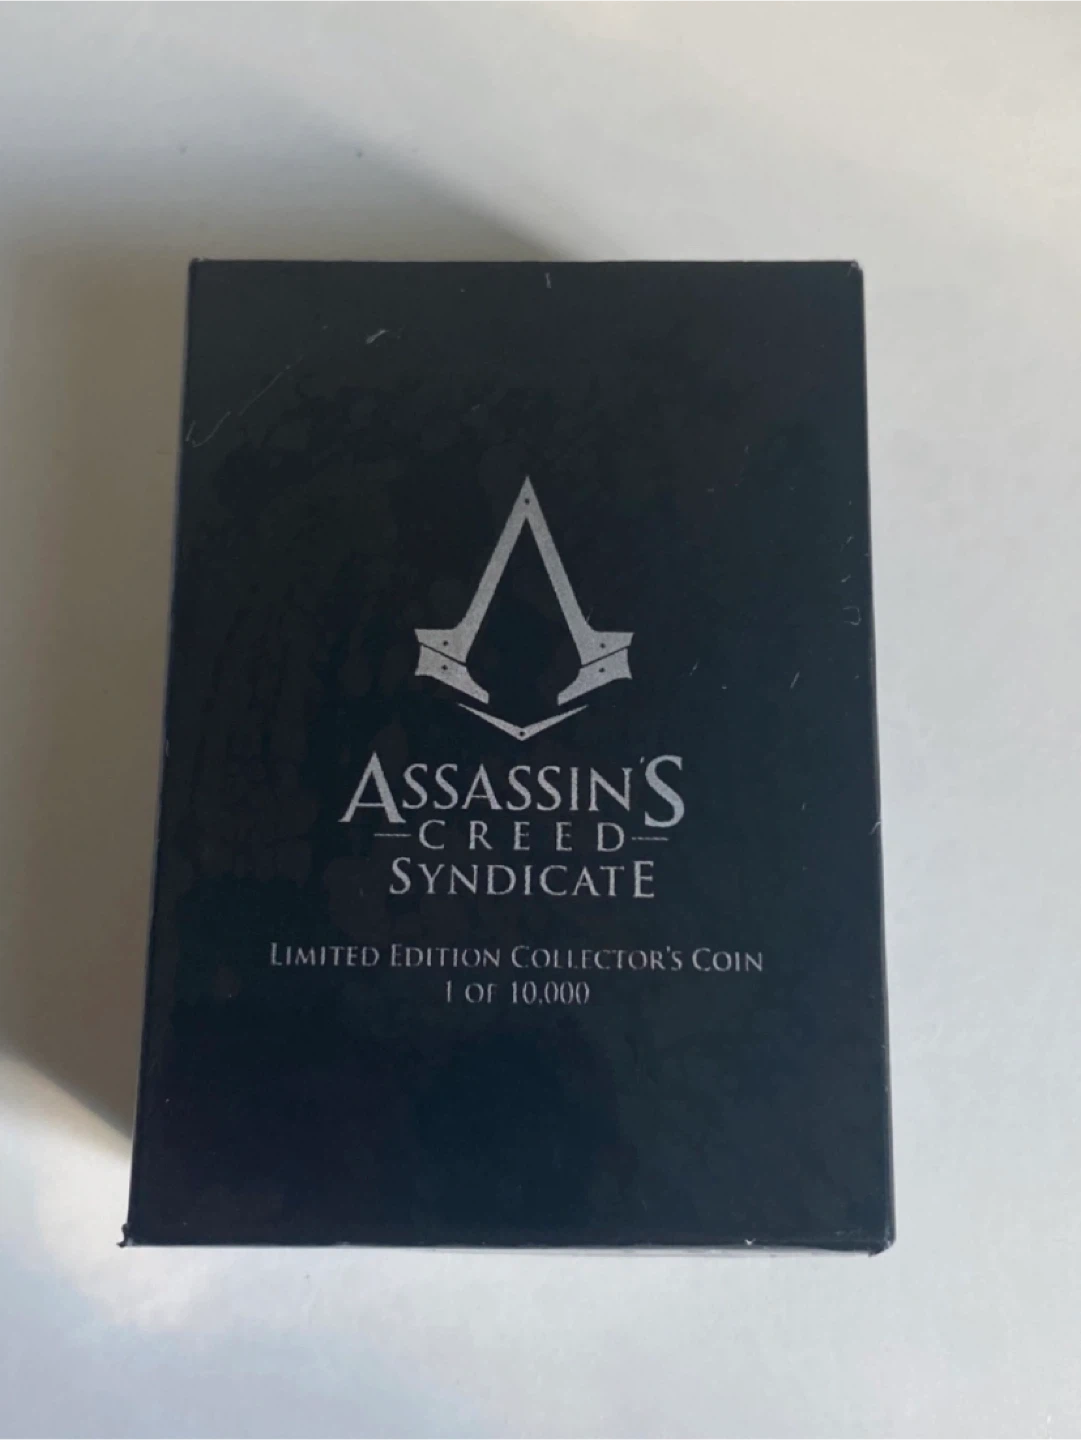 ASSASSIN'S
CREED
SYNDICATE
LIMITED EDITION COLLECTOR'S COIN
1 OF 10,000